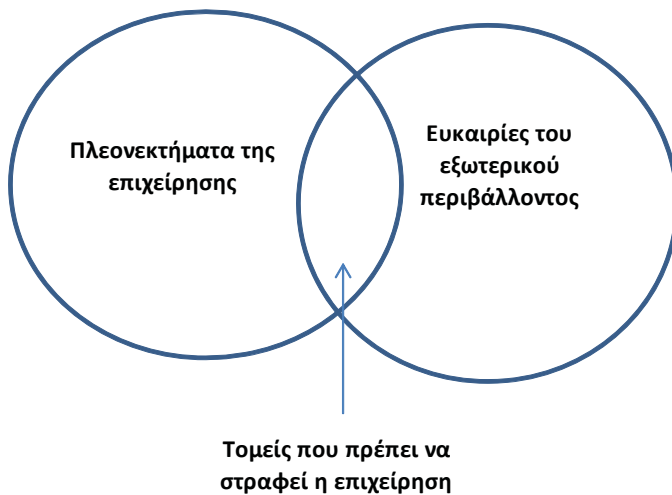 Πλεονεκτήματα της
επιχείρησης
Ευκαιρίες του
εξωτερικού
περιβάλλοντος
Τομείς που πρέπει να
στραφεί η επιχείρηση